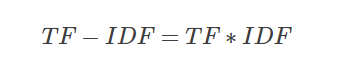 TF − IDF = TF ∗ IDF